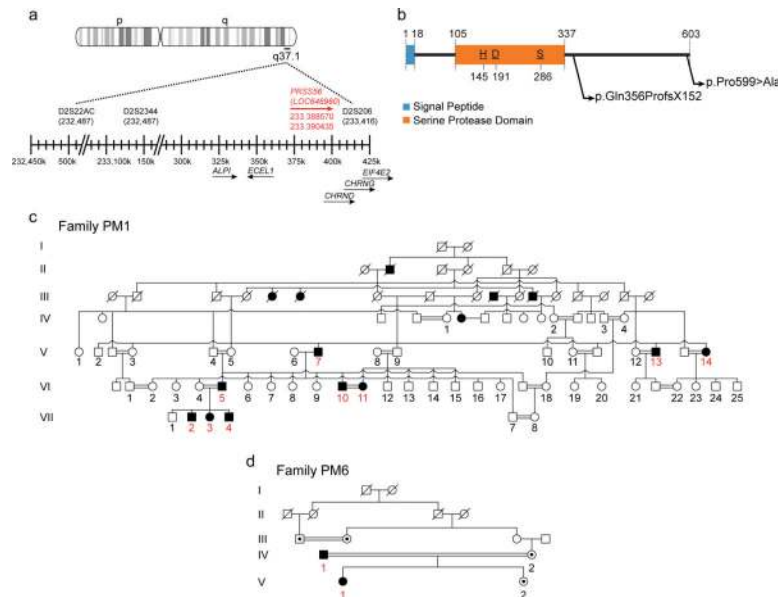 a
p
q
q37.1
PRSS56
(LOC646960)
233.388570
233.390435
D2S22AC
(232,487)
D2S2344
(232,487)
D2S206
(233,416)
232,450k 500k 233,100k 150k 300k 325k 350k 375k 400k 425k
ALPI
ECEL1
EIF4E2
CHRNG
CHRND
b
1 18 105 337 603
H D S
145 191 286
p.Pro599>Ala
p.Gln356ProfsX152
Signal Peptide
Serine Protease Domain
c Family PM1
I
II
III
IV
1 2 3 4
V
1 2 3 4 5 6 7 8 9 10 11 12 13 14
VI
1 2 3 4 5 6 7 8 9 10 11 12 13 14 15 16 17 18 19 20 21 22 23 24 25
VII
1 2 3 4 7 8
d Family PM6
I
II
III
IV
1 2
V
1 2